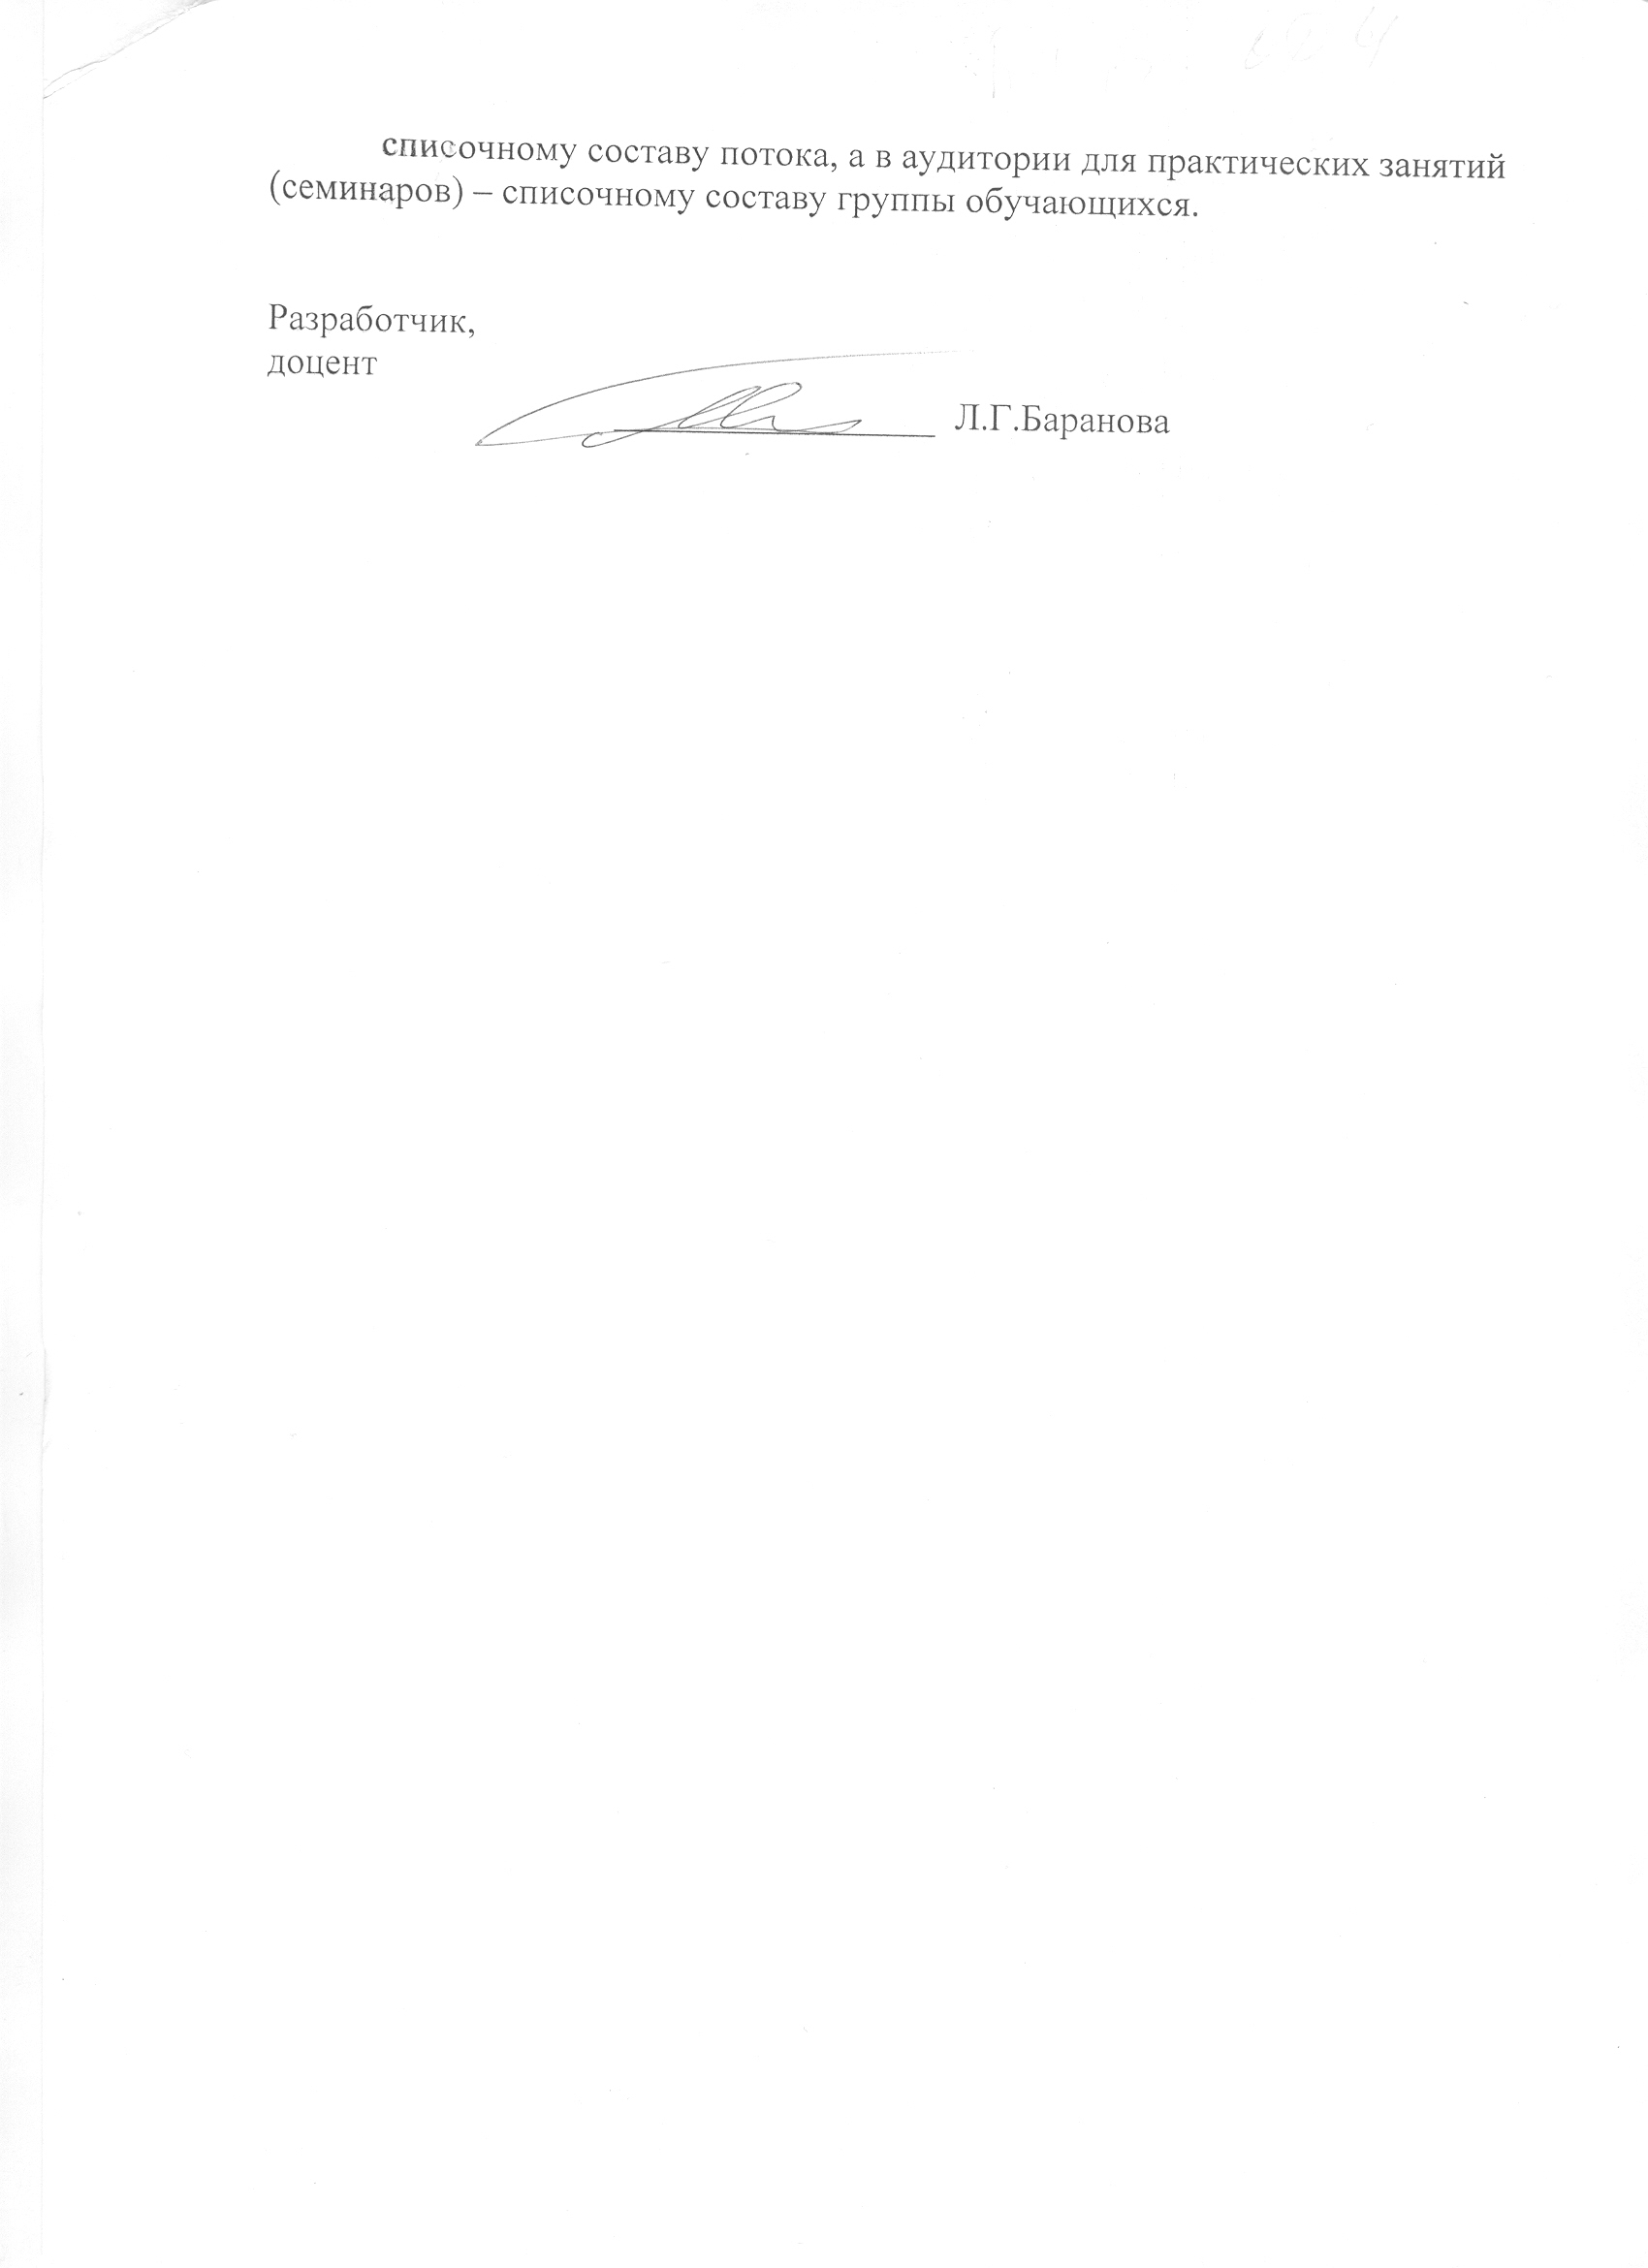 списочному составу потока, а в аудитории для практических занятий
(семинаров) – списочному составу группы обучающихся.
Разработчик,
доцент
Л.Г.Баранова